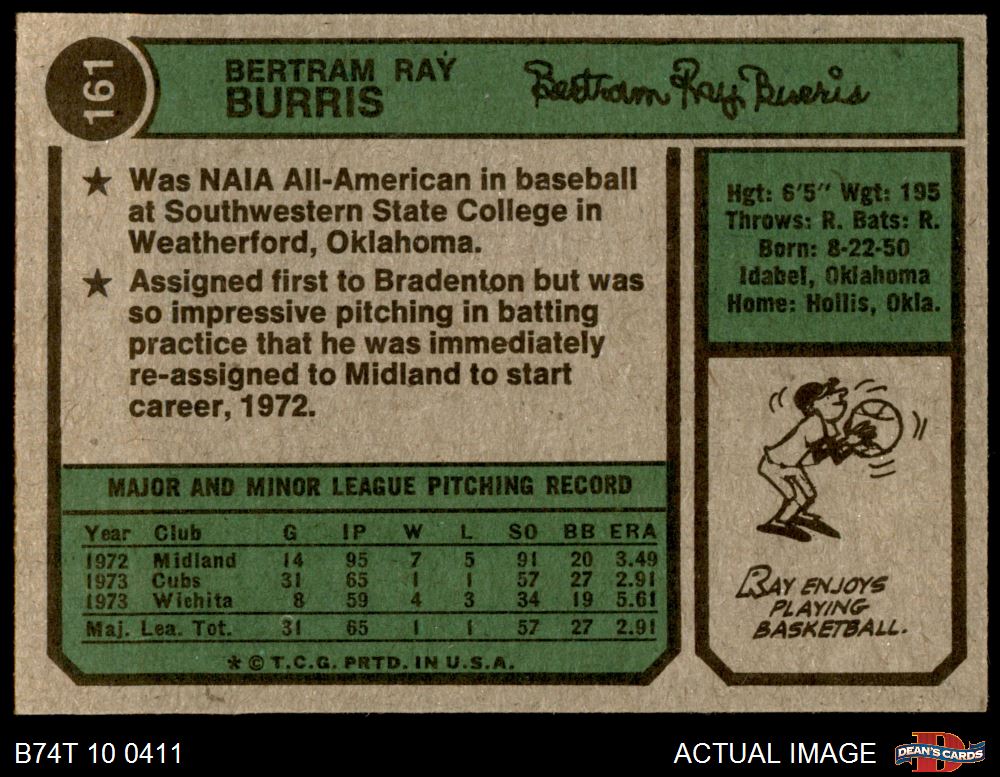 161
BERTRAM RAY
BURRIS
Bertram Ray Burris
★ Was NAIA All-American in baseball
at Southwestern State College in
Weatherford, Oklahoma.
★ Assigned first to Bradenton but was
so impressive pitching in batting
practice that he was immediately
re-assigned to Midland to start
career, 1972.
Hgt: 6'5" Wgt: 195
Throws: R. Bats: R.
Born: 8-22-50
Idabel, Oklahoma
Home: Hollis, Okla.
MAJOR AND MINOR LEAGUE PITCHING RECORD
Year Club G IP W L SO BB ERA
1972 Midland 14 95 7 5 91 20 3.49
1973 Cubs 31 65 1 1 57 27 2.91
1973 Wichita 8 59 4 3 34 19 5.61
Maj. Lea. Tot. 31 65 1 1 57 27 2.91
* © T.C.G. PRTD. IN U.S.A.
RAY ENJOYS
PLAYING
BASKETBALL.
B74T 10 0411
ACTUAL IMAGE
D
DEAN'S CARDS